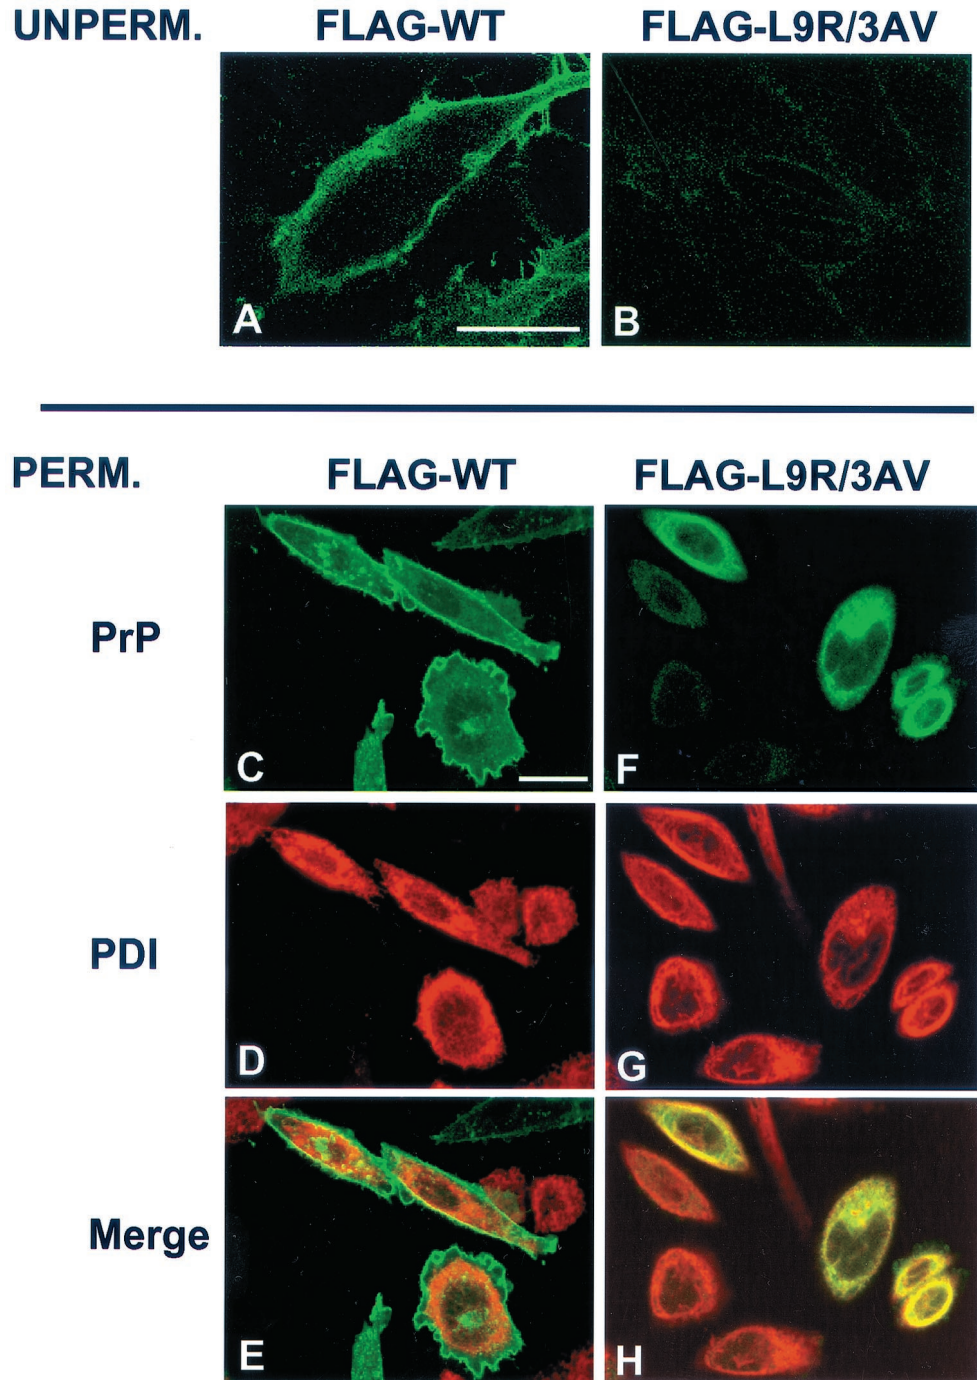 UNPERM. FLAG-WT FLAG-L9R/3AV
A B
PERM. FLAG-WT FLAG-L9R/3AV
PrP C F
PDI D G
Merge E H